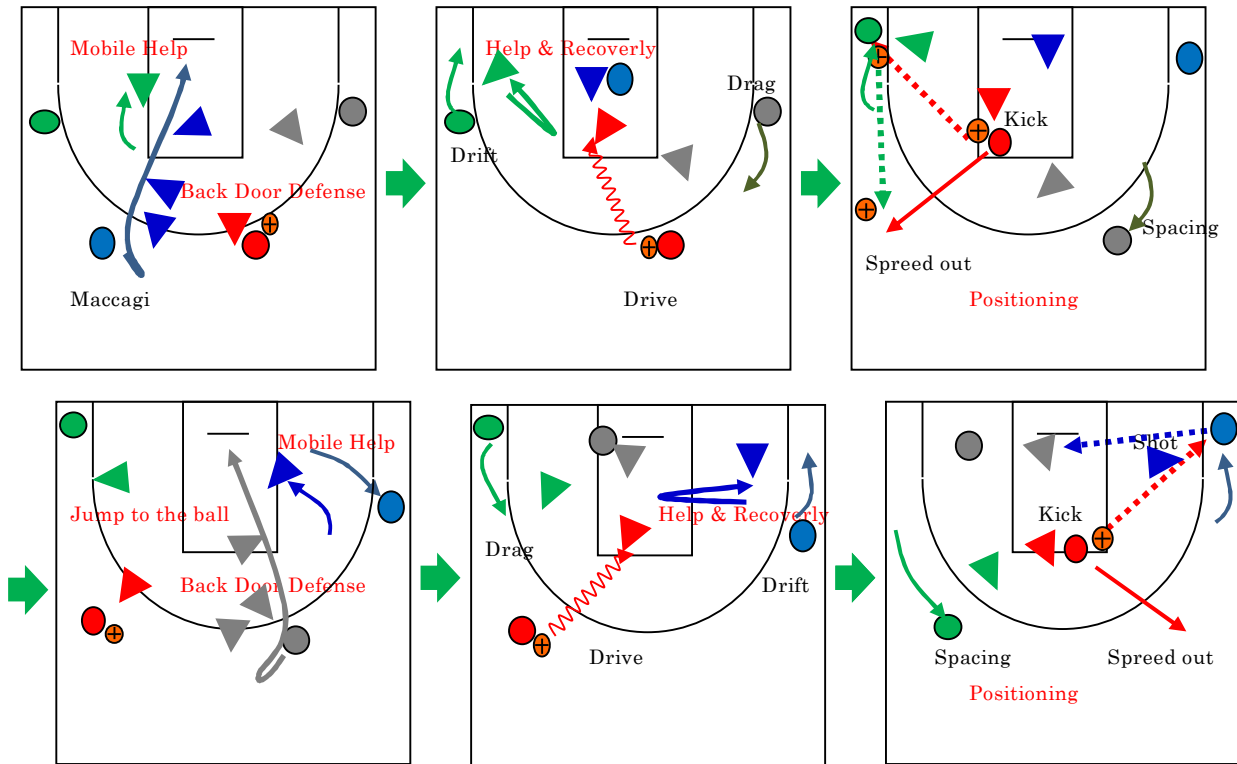 Mobile Help
Back Door Defense
Maccagi
Help & Recoverly
Drag
Drift
Drive
Kick
Spacing
Spreed out
Positioning
Mobile Help
Jump to the ball
Back Door Defense
Help & Recoverly
Drag
Drift
Drive
Shot
Kick
Spacing
Spreed out
Positioning